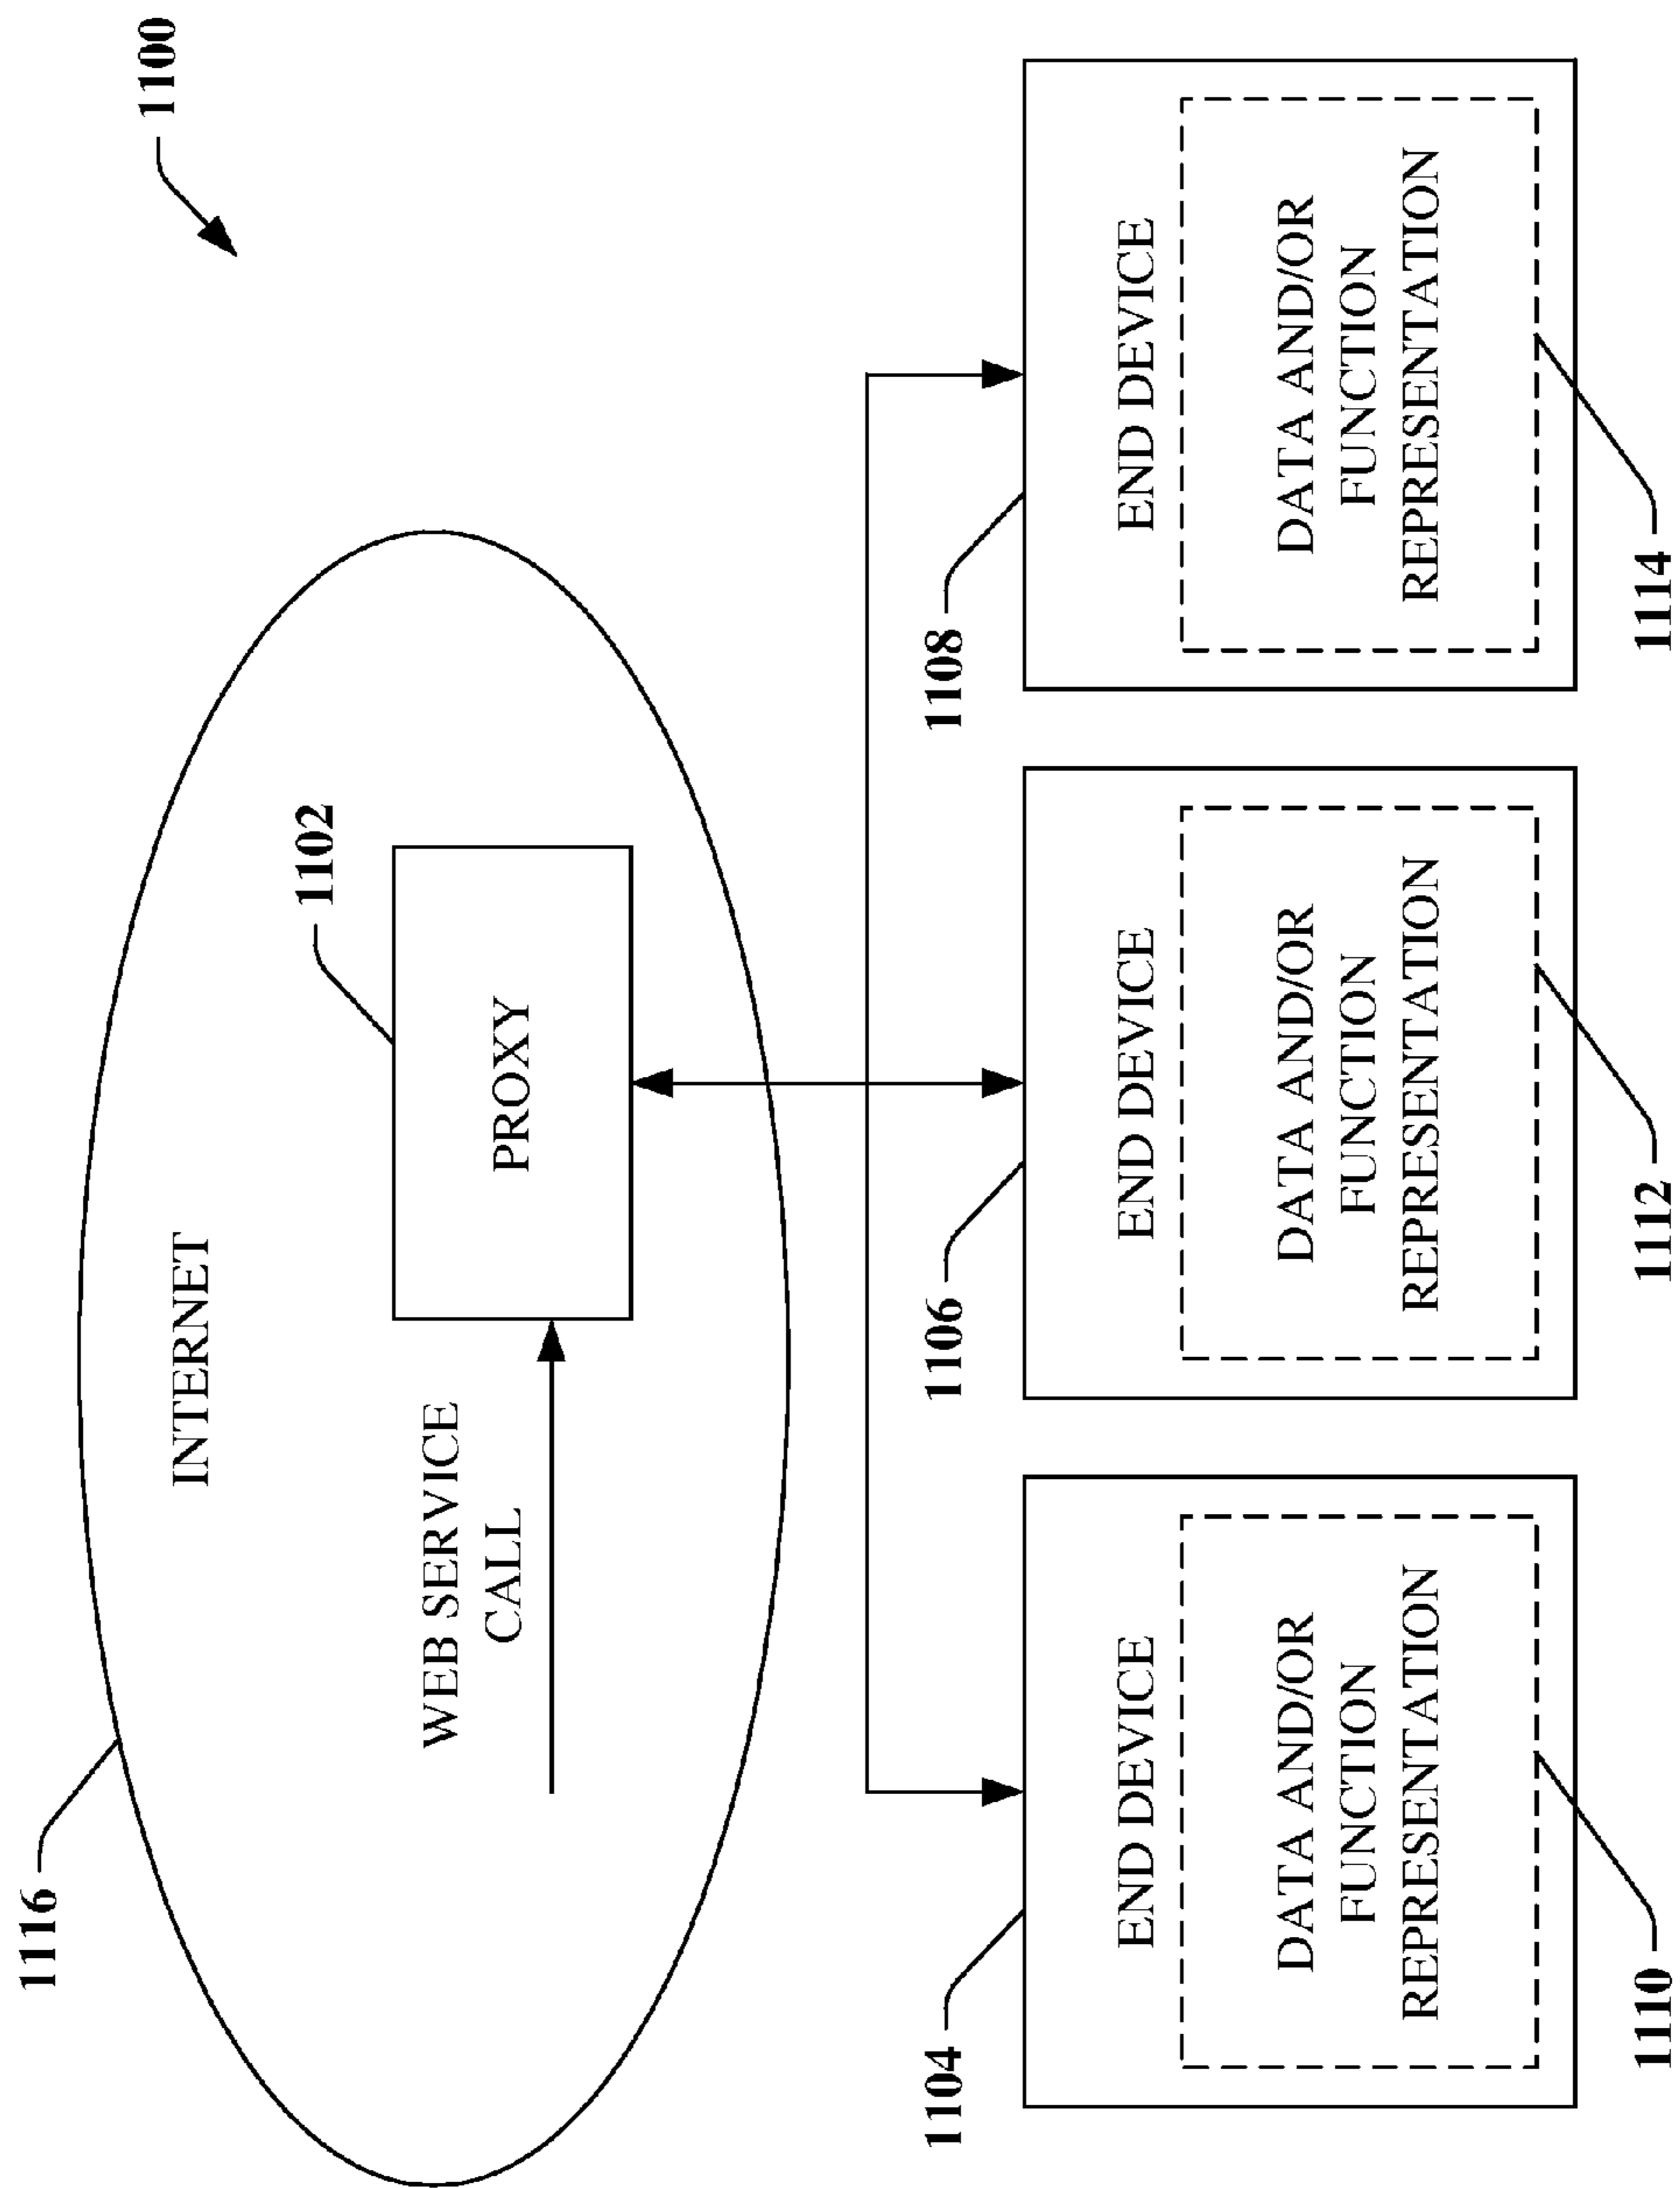 1100
1116
INTERNET
1102
WEB SERVICE
CALL
PROXY
1104
1106
1108
END DEVICE
DATA AND/OR
FUNCTION
REPRESENTATION
END DEVICE
DATA AND/OR
FUNCTION
REPRESENTATION
END DEVICE
DATA AND/OR
FUNCTION
REPRESENTATION
1110
1112
1114